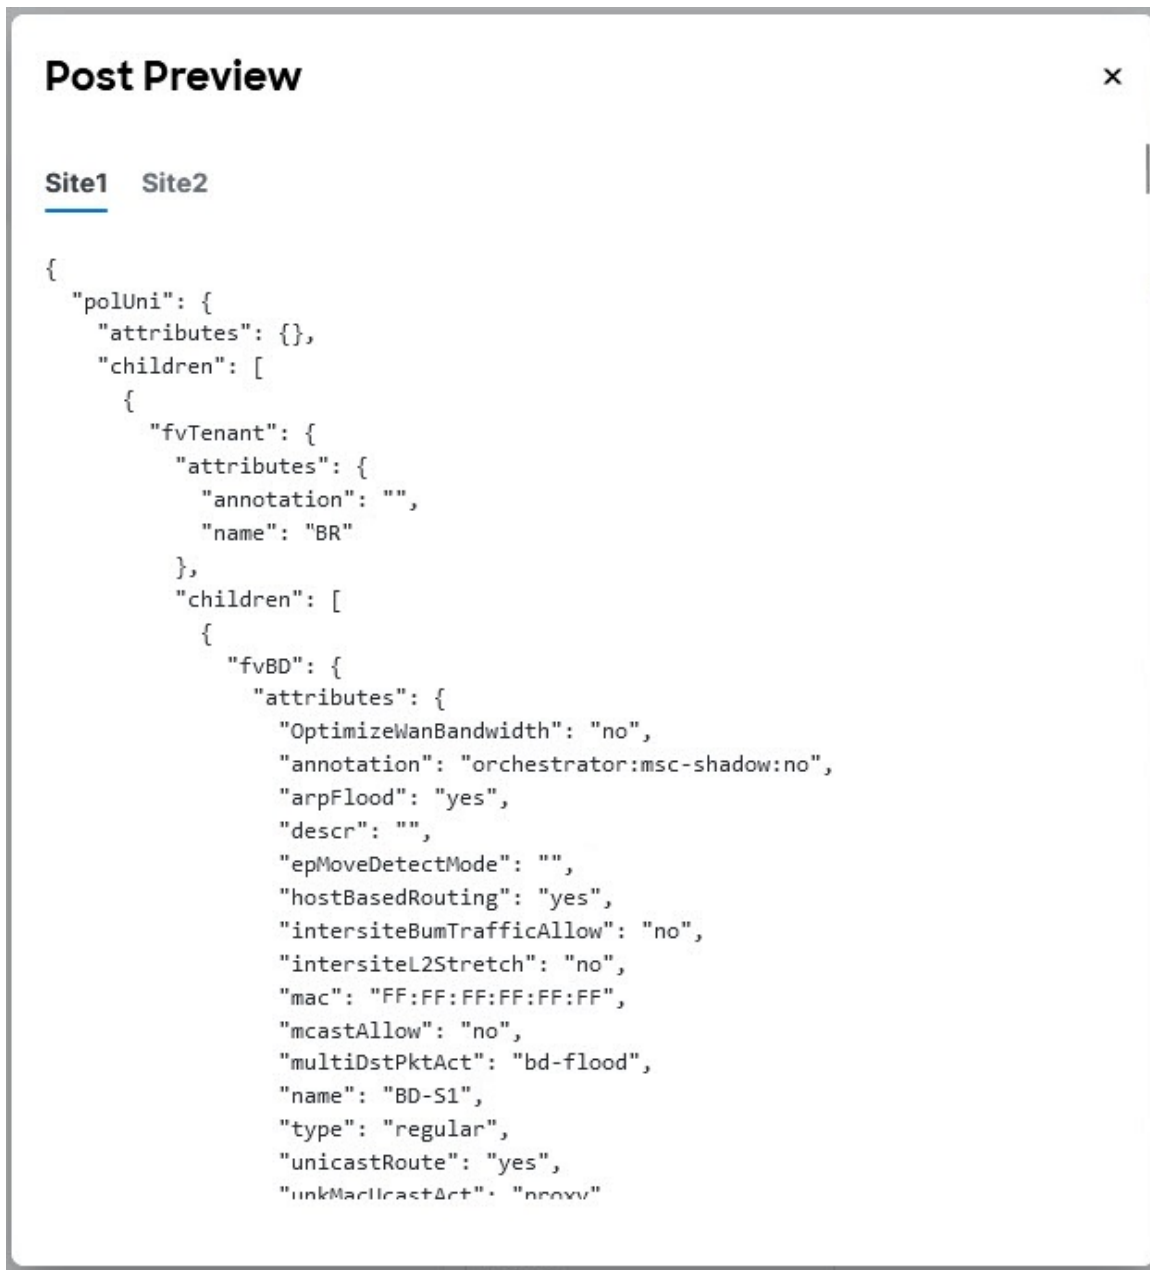 Post Preview ×
Site1 Site2
{
"polUni": {
"attributes": {},
"children": [
{
"fvTenant": {
"attributes": {
"annotation": "",
"name": "BR"
},
"children": [
{
"fvBD": {
"attributes": {
"OptimizeWanBandwidth": "no",
"annotation": "orchestrator:msc-shadow:no",
"arpFlood": "yes",
"descr": "",
"epMoveDetectMode": "",
"hostBasedRouting": "yes",
"intersiteBumTrafficAllow": "no",
"intersiteL2Stretch": "no",
"mac": "FF:FF:FF:FF:FF:FF",
"mcastAllow": "no",
"multiDstPktAct": "bd-flood",
"name": "BD-S1",
"type": "regular",
"unicastRoute": "yes",
"unkMacUcastAct": "proxy"